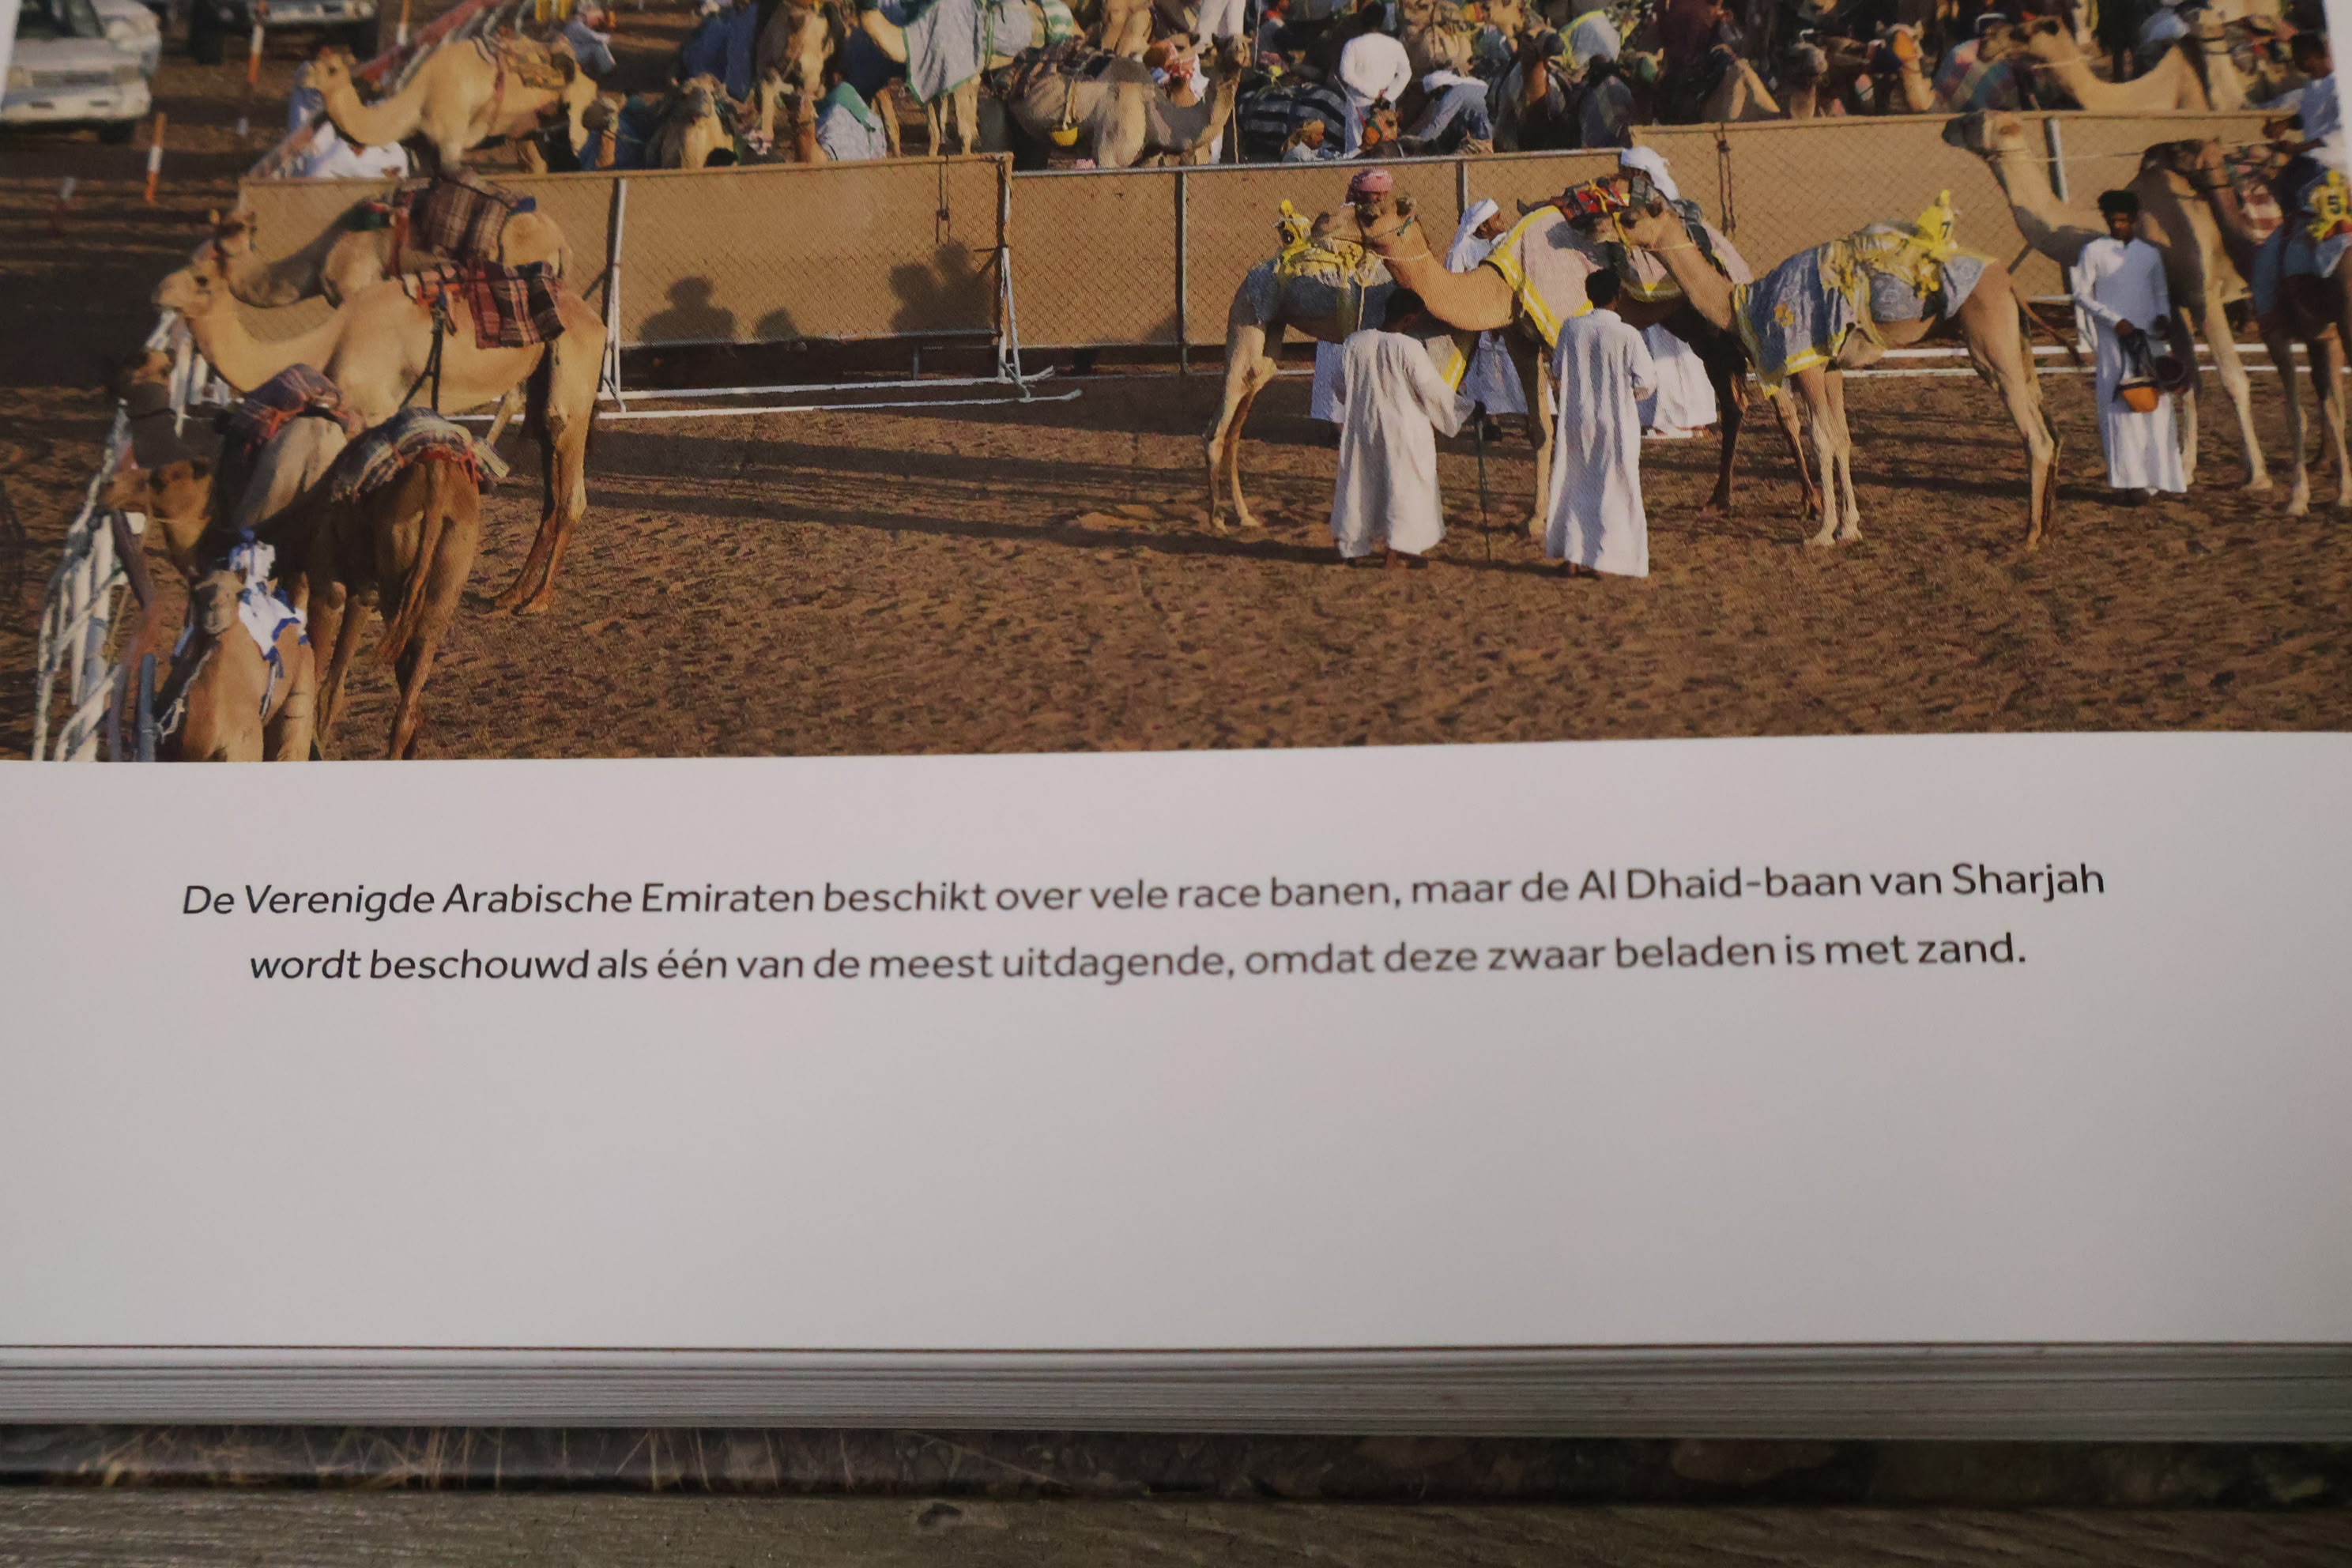 De Verenigde Arabische Emiraten beschikt over vele race banen, maar de Al Dhaid-baan van Sharjah
wordt beschouwd als één van de meest uitdagende, omdat deze zwaar beladen is met zand.